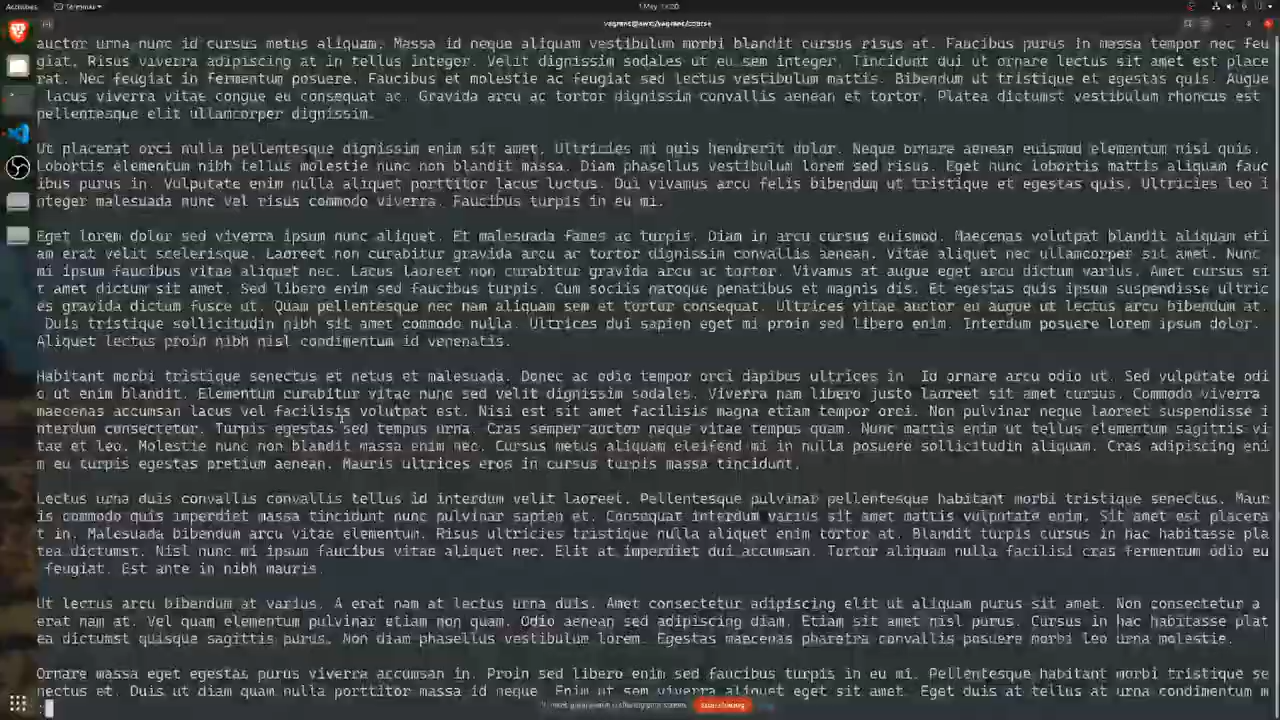 Activities Terminal
1 May
vagrant@awx:/vagrant/course
auctor urna nunc id cursus metus aliquam. Massa id neque aliquam vestibulum morbi blandit cursus risus at. Faucibus purus in massa tempor nec feu
giat. Risus viverra adipiscing at in tellus integer. Velit dignissim sodales ut eu sem integer. Tincidunt dui ut ornare lectus sit amet est place
rat. Nec feugiat in fermentum posuere. Faucibus et molestie ac feugiat sed lectus vestibulum mattis. Bibendum ut tristique et egestas quis. Augue
lacus viverra vitae congue eu consequat ac. Gravida arcu ac tortor dignissim convallis aenean et tortor. Platea dictumst vestibulum rhoncus est
pellentesque elit ullamcorper dignissim.
Ut placerat orci nulla pellentesque dignissim enim sit amet. Ultricies mi quis hendrerit dolor. Neque ornare aenean euismod elementum nisi quis.
Lobortis elementum nibh tellus molestie nunc non blandit massa. Diam phasellus vestibulum lorem sed risus. Eget nunc lobortis mattis aliquam fauc
ibus purus in. Vulputate enim nulla aliquet porttitor lacus luctus. Dui vivamus arcu felis bibendum ut tristique et egestas quis. Ultricies leo i
nteger malesuada nunc vel risus commodo viverra. Faucibus turpis in eu mi.
Eget lorem dolor sed viverra ipsum nunc aliquet. Et malesuada fames ac turpis. Diam in arcu cursus euismod. Maecenas volutpat blandit aliquam eti
am erat velit scelerisque. Laoreet non curabitur gravida arcu ac tortor dignissim convallis aenean. Vitae aliquet nec ullamcorper sit amet. Nunc
mi ipsum faucibus vitae aliquet nec. Lacus laoreet non curabitur gravida arcu ac tortor. Vivamus at augue eget arcu dictum varius. Amet cursus si
r amet dictum sit amet. Sed libero enim sed faucibus turpis. Cum sociis natoque penatibus et magnis dis. Et egestas quis ipsum suspendisse ultric
es gravida dictum fusce ut. Quam pellentesque nec nam aliquam sem et tortor consequat. Ultrices vitae auctor eu augue ut lectus arcu bibendum at.
Duis tristique sollicitudin nibh sit amet commodo nulla. Ultrices dui sapien eget mi proin sed libero enim. Interdum posuere lorem ipsum dolor.
Aliquet lectus proin nibh nisl condimentum id venenatis.
Habitant morbi tristique senectus et netus et malesuada. Donec ac odio tempor orci dapibus ultrices in. Id ornare arcu odio ut. Sed vulputate odi
o ut enim blandit. Elementum curabitur vitae nunc sed velit dignissim sodales. Viverra nam libero justo laoreet sit amet cursus. Commodo viverra
maecenas accumsan lacus vel facilisis volutpat est. Nisi est sit amet facilisis magna etiam tempor orci. Non pulvinar neque laoreet suspendisse i
nterdum consectetur. Turpis egestas sed tempus urna. Cras semper auctor neque vitae tempus quam. Nunc mattis enim ut tellus elementum sagittis vi
tae et leo. Molestie nunc non blandit massa enim nec. Cursus metus aliquam eleifend mi in nulla posuere sollicitudin aliquam. Cras adipiscing eni
m eu turpis egestas pretium aenean. Mauris ultrices eros in cursus turpis massa tincidunt.
Lectus urna duis convallis convallis tellus id interdum velit laoreet. Pellentesque pulvinar pellentesque habitant morbi tristique senectus. Maur
is commodo quis imperdiet massa tincidunt nunc pulvinar sapien et. Consequat interdum varius sit amet mattis vulputate enim. Sit amet est placera
t in. Malesuada bibendum arcu vitae elementum. Risus ultricies tristique nulla aliquet enim tortor at. Blandit turpis cursus in hac habitasse pla
tea dictumst. Nisl nunc mi ipsum faucibus vitae aliquet nec. Elit at imperdiet dui accumsan. Tortor aliquam nulla facilisi cras fermentum odio eu
feugiat. Est ante in nibh mauris.
Ut lectus arcu bibendum at varius. A erat nam at lectus urna duis. Amet consectetur adipiscing elit ut aliquam purus sit amet. Non consectetur a
erat nam at. Vel quam elementum pulvinar etiam non quam. Odio aenean sed adipiscing diam. Etiam sit amet nisl purus. Cursus in hac habitasse plat
ea dictumst quisque sagittis purus. Non diam phasellus vestibulum lorem. Egestas maecenas pharetra convallis posuere morbi leo urna molestie.
Ornare massa eget egestas purus viverra accumsan in. Proin sed libero enim sed faucibus turpis in eu mi. Pellentesque habitant morbi tristique se
nectus et. Duis ut diam quam nulla porttitor massa id neque. Enim ut sem viverra aliquet eget sit amet. Eget duis at tellus at urna condimentum m
: